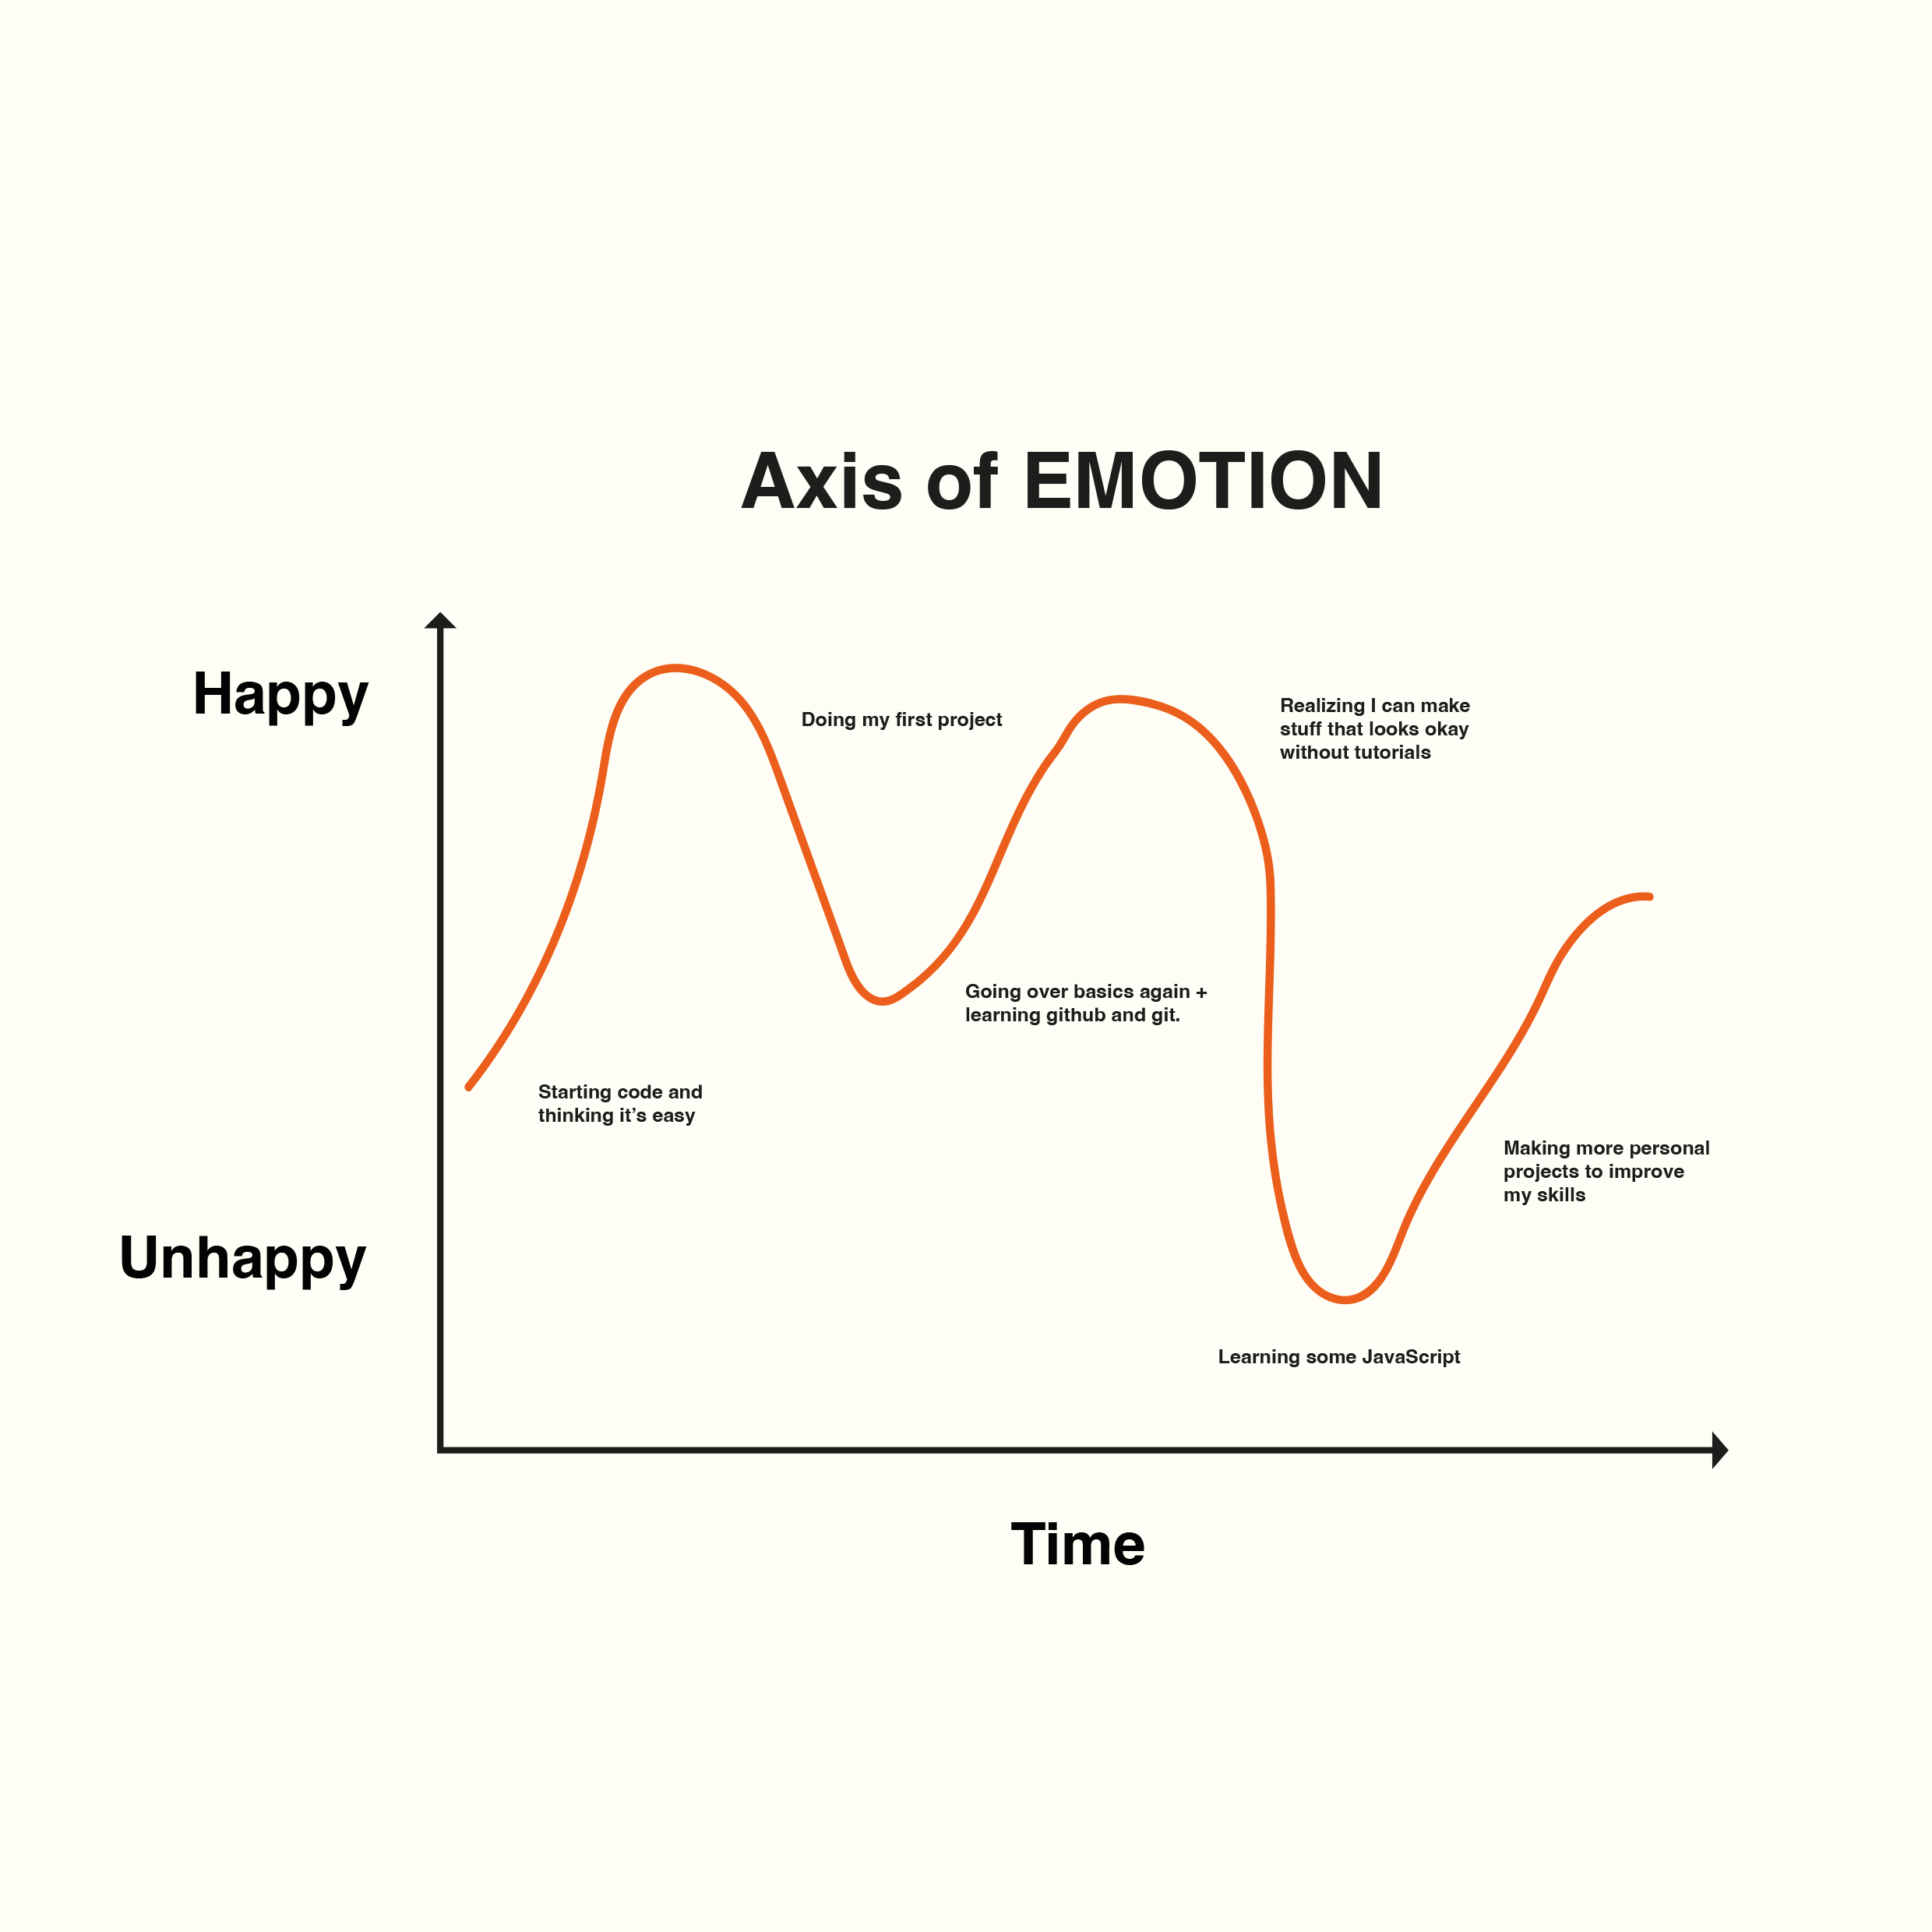 Axis of EMOTION
Happy
Doing my first project
Realizing I can make
stuff that looks okay
without tutorials
Going over basics again +
learning github and git.
Starting code and
thinking it’s easy
Making more personal
projects to improve
my skills
Unhappy
Learning some JavaScript
Time